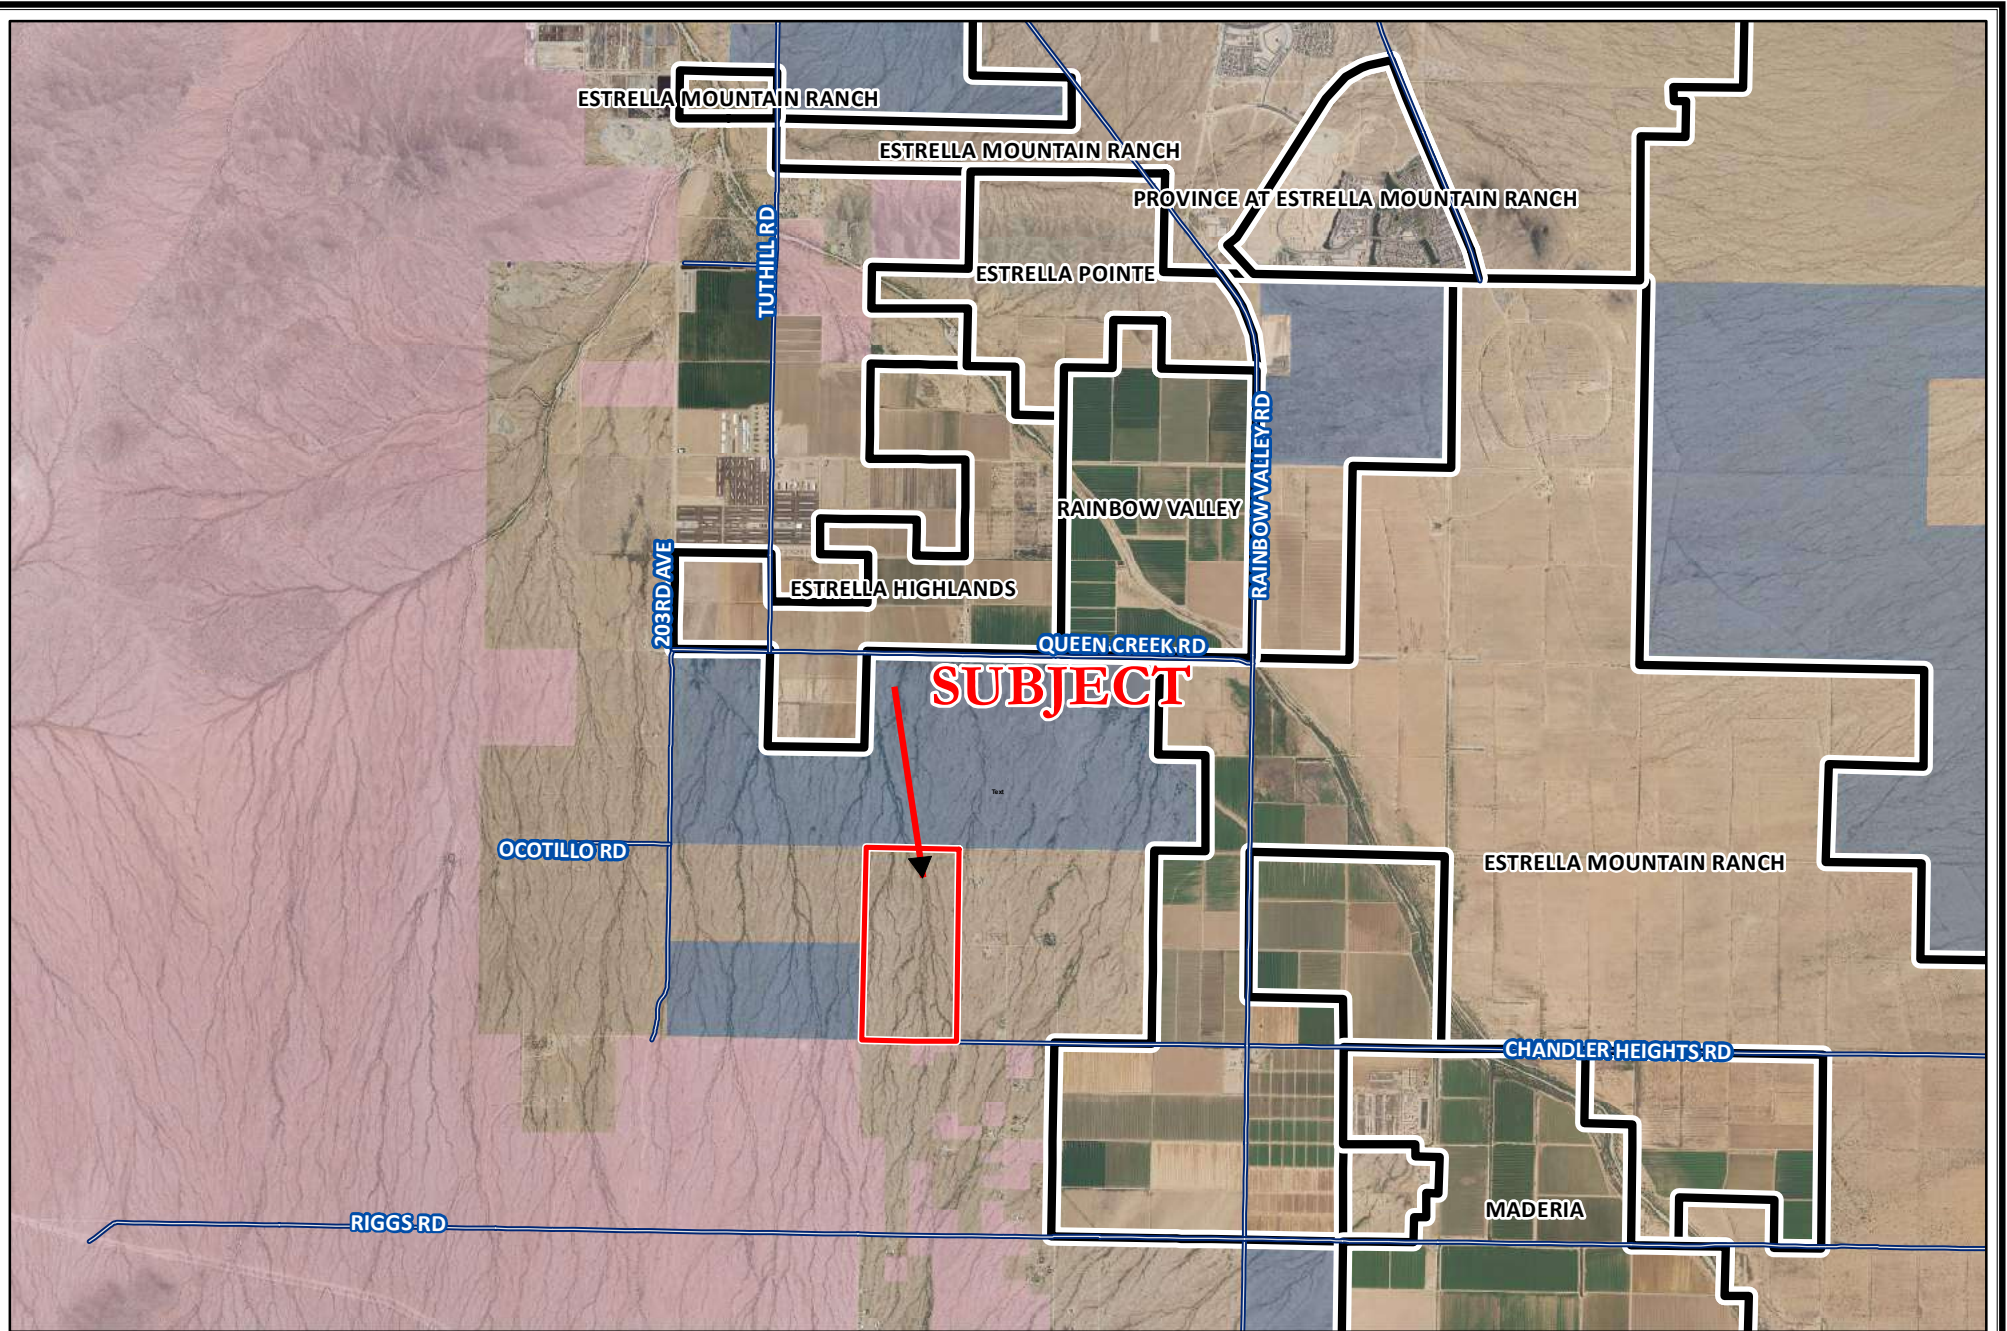 ESTRELLA MOUNTAIN RANCH
ESTRELLA MOUNTAIN RANCH
PROVINCE AT ESTRELLA MOUNTAIN RANCH
TUTHILL RD
ESTRELLA POINTE
RAINBOW VALLEY RD
RAINBOW VALLEY
203RD AVE
ESTRELLA HIGHLANDS
QUEEN CREEK RD
SUBJECT
Text
OCOTILLO RD
ESTRELLA MOUNTAIN RANCH
CHANDLER HEIGHTS RD
MADERIA
RIGGS RD